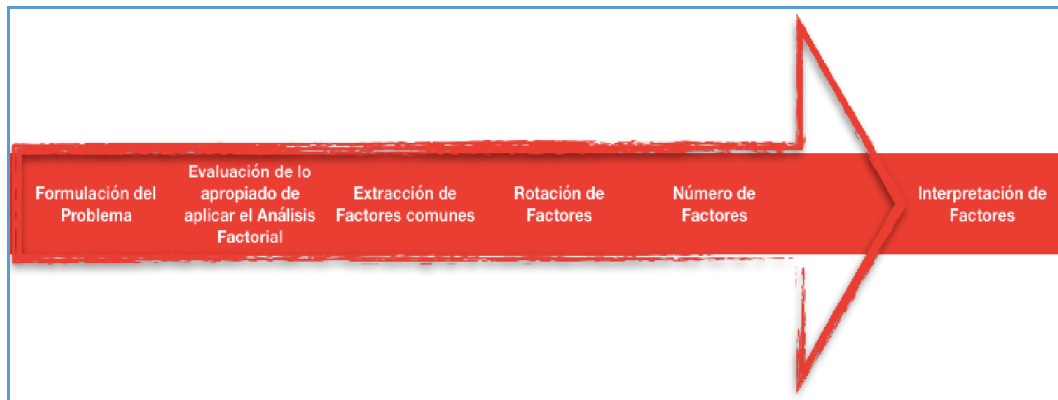 Formulación del
Problema
Evaluación de lo
apropiado de
aplicar el Análisis
Factorial
Extracción de
Factores comunes
Rotación de
Factores
Número de
Factores
Interpretación de
Factores